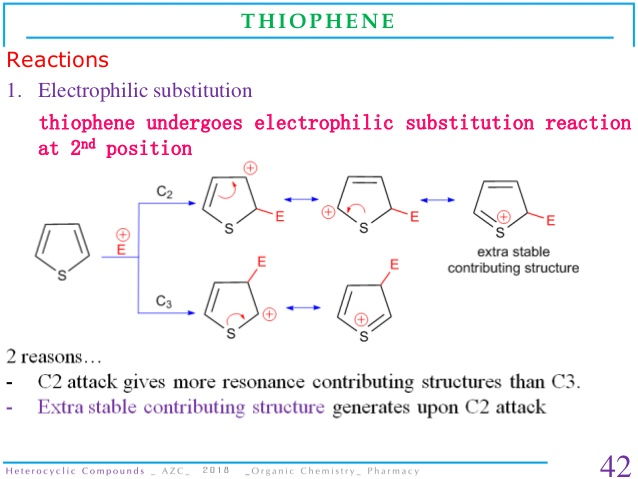 THIOPHENE
Reactions
1. Electrophilic substitution
thiophene undergoes electrophilic substitution reaction
at 2nd position
C2
S
⊕
E
S
⊕
E
S
⊕
E
S
⊕
E
extra stable
contributing structure
C3
S
E
⊕
S
E
⊕
2 reasons…
- C2 attack gives more resonance contributing structures than C3.
- Extra stable contributing structure generates upon C2 attack
Heterocyclic Compounds _ AZC_ 2018 _Organic Chemistry_ Pharmacy
42